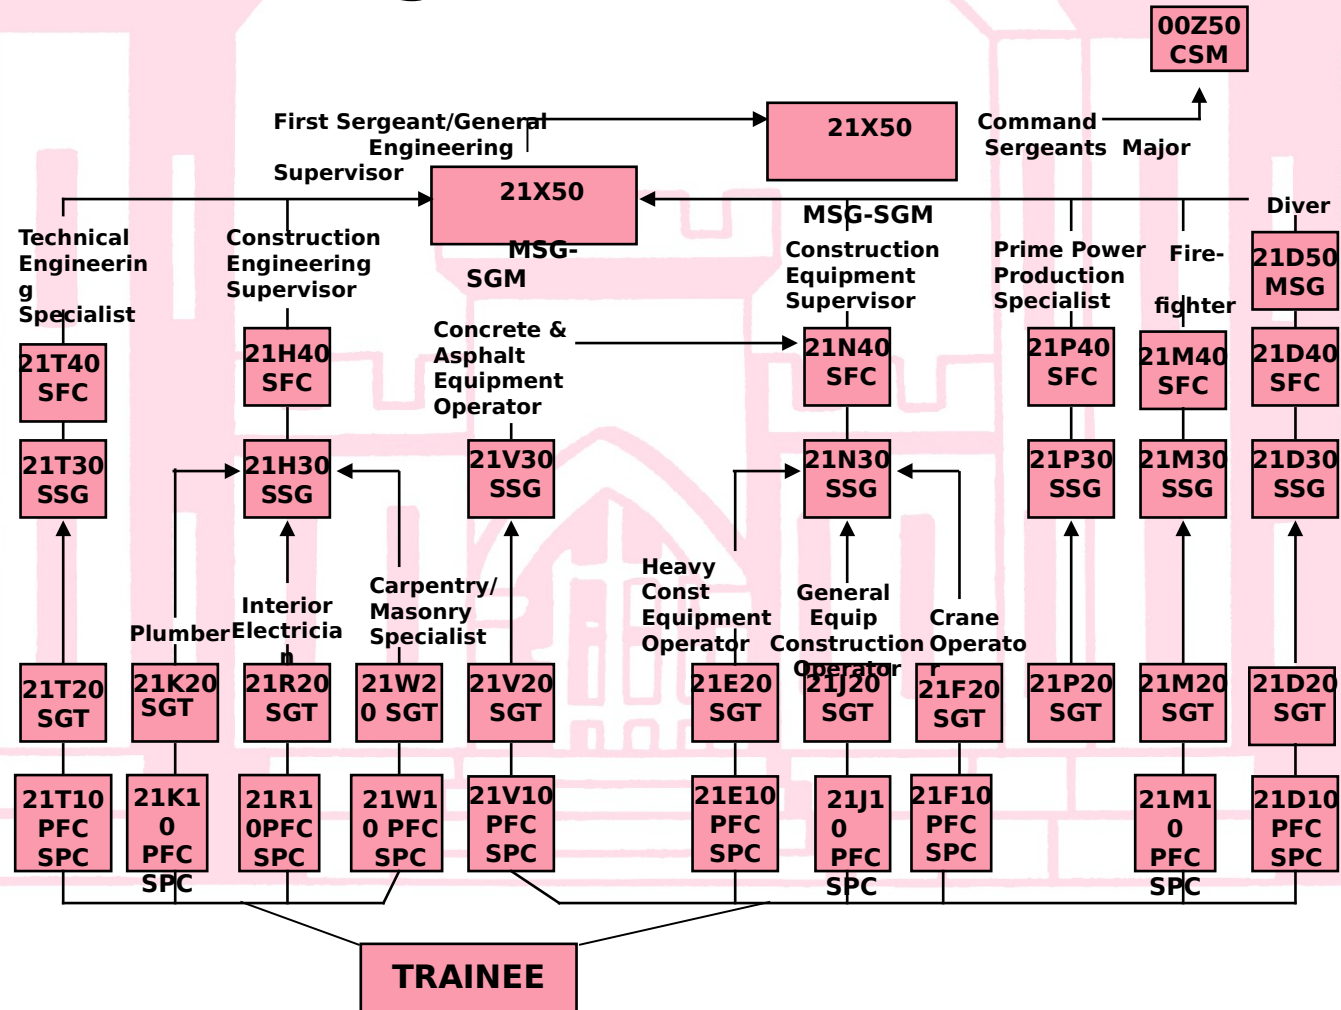 00Z50
CSM
First Sergeant/General
Engineering
Supervisor
21X50
Command
Sergeants Major
21X50
MSG-
SGM
MSG-SGM
Diver
Technical
Engineerin
g
Specialist
Construction
Engineering
Supervisor
Concrete &
Asphalt
Equipment
Operator
Construction
Equipment
Supervisor
Prime Power
Production
Specialist
Fire-
fighter
21D50
MSG
21T40
SFC
21H40
SFC
21N40
SFC
21P40
SFC
21M40
SFC
21D40
SFC
21T30
SSG
21H30
SSG
21V30
SSG
21N30
SSG
21P30
SSG
21M30
SSG
21D30
SSG
Plumber
Interior
Electricia
n
Carpentry/
Masonry
Specialist
Heavy
Const
Equipment
Operator
General
Equip
Construction
Operator
Crane
Operato
r
21T20
SGT
21K20
SGT
21R20
SGT
21W2
0 SGT
21V20
SGT
21E20
SGT
21J20
SGT
21F20
SGT
21P20
SGT
21M20
SGT
21D20
SGT
21T10
PFC
SPC
21K1
0
PFC
SPC
21R1
0PFC
SPC
21W1
0 PFC
SPC
21V10
PFC
SPC
21E10
PFC
SPC
21J1
0
PFC
SPC
21F10
PFC
SPC
21M1
0
PFC
SPC
21D10
PFC
SPC
TRAINEE